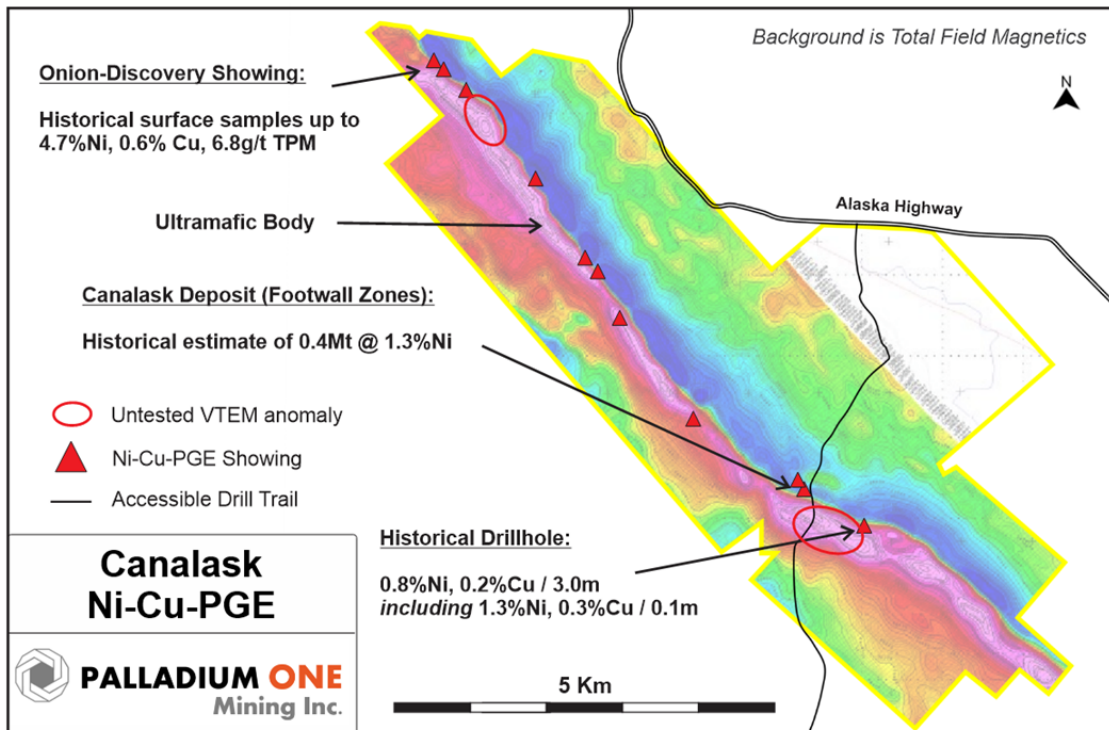 Background is Total Field Magnetics
Onion-Discovery Showing:
Historical surface samples up to
4.7%Ni, 0.6% Cu, 6.8g/t TPM
N
Alaska Highway
Ultramafic Body
Canalask Deposit (Footwall Zones):
Historical estimate of 0.4Mt @ 1.3%Ni
Untested VTEM anomaly
Ni-Cu-PGE Showing
Accessible Drill Trail
Historical Drillhole:
0.8%Ni, 0.2%Cu / 3.0m
including 1.3%Ni, 0.3%Cu / 0.1m
Canalask
Ni-Cu-PGE
PALLADIUM ONE
Mining Inc.
5 Km